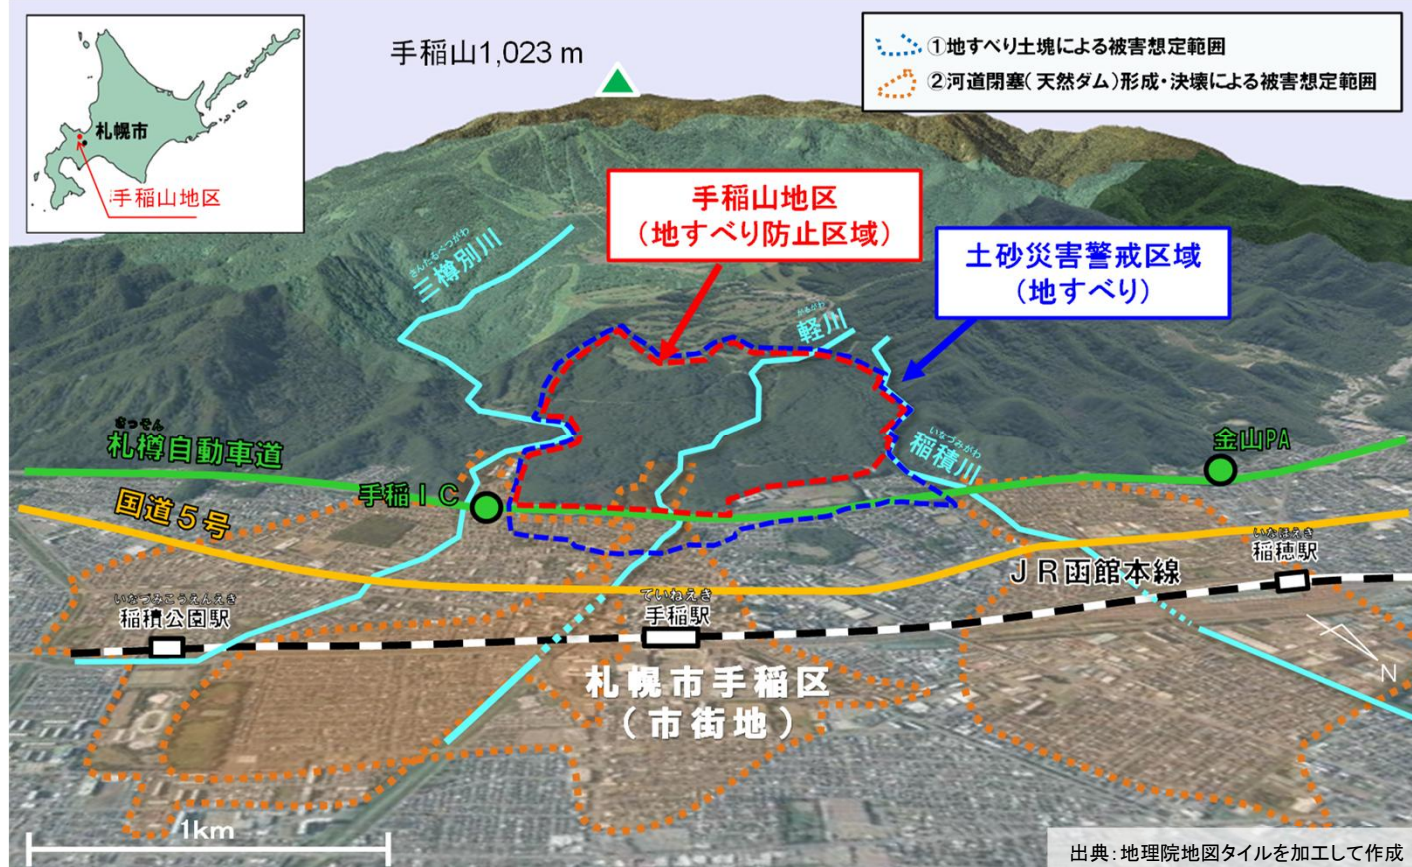 手稲山1,023 m
①地すべり土塊による被害想定範囲
②河道閉塞(天然ダム)形成・決壊による被害想定範囲
札幌市
手稲山地区
手稲山地区
(地すべり防止区域)
土砂災害警戒区域
(地すべり)
さんたるべつがわ
三樽別川
がるがわ
軽川
いなづみがわ
稲積川
さっそん
札樽自動車道
手稲IC
金山PA
国道5号
JR函館本線
いなほえき
稲穂駅
いなづみこうえんえき
稲積公園駅
ていねえき
手稲駅
札幌市手稲区
(市街地)
N
1km
出典:地理院地図タイルを加工して作成